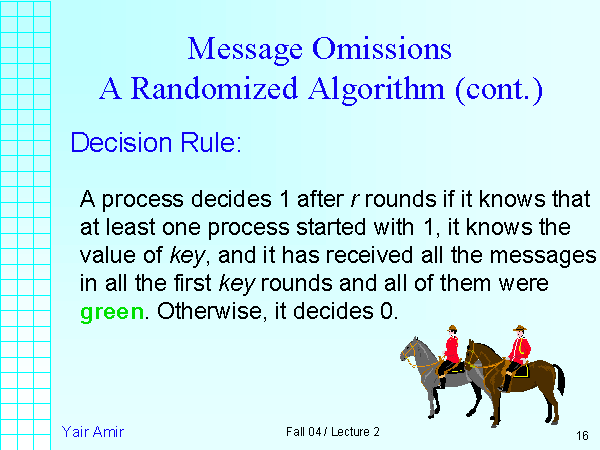 Message Omissions
A Randomized Algorithm (cont.)
Decision Rule:
A process decides 1 after r rounds if it knows that
at least one process started with 1, it knows the
value of key, and it has received all the messages
in all the first key rounds and all of them were
green. Otherwise, it decides 0.
Yair Amir
Fall 04 / Lecture 2
16